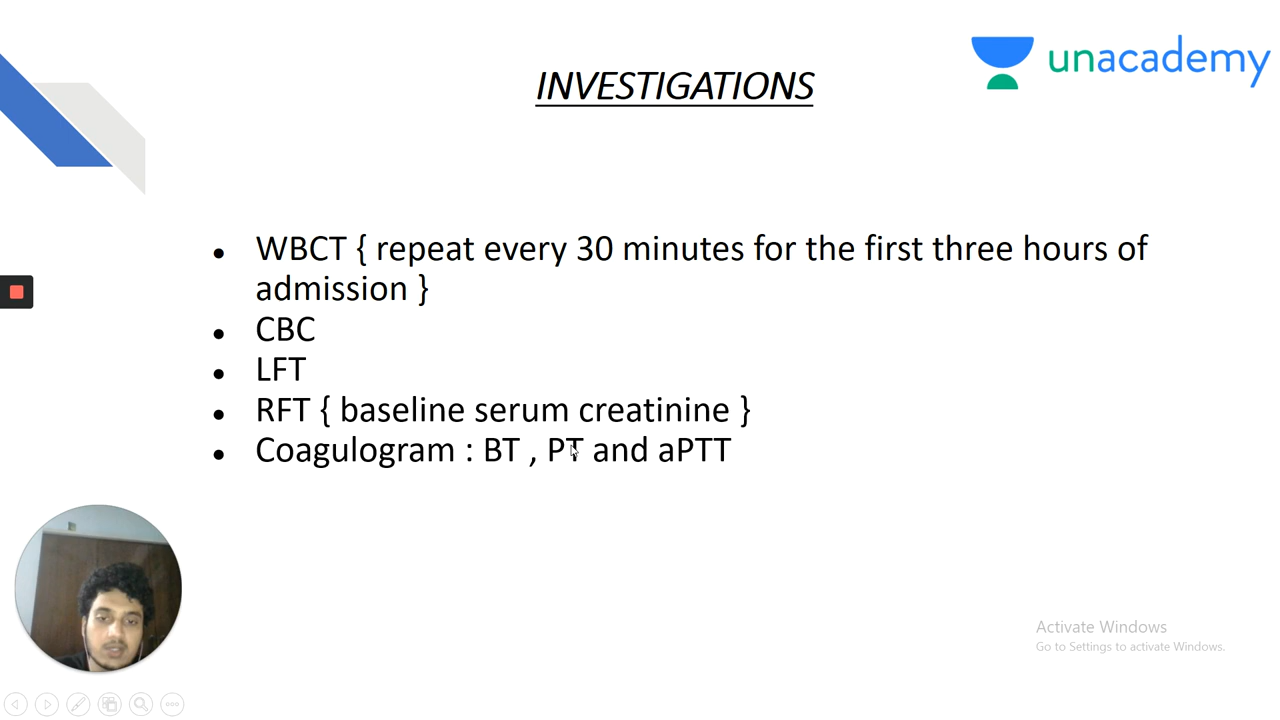 unacademy
INVESTIGATIONS
● WBCT { repeat every 30 minutes for the first three hours of
admission }
● CBC
● LFT
● RFT { baseline serum creatinine }
● Coagulogram : BT , PT and aPTT
Activate Windows
Go to Settings to activate Windows.